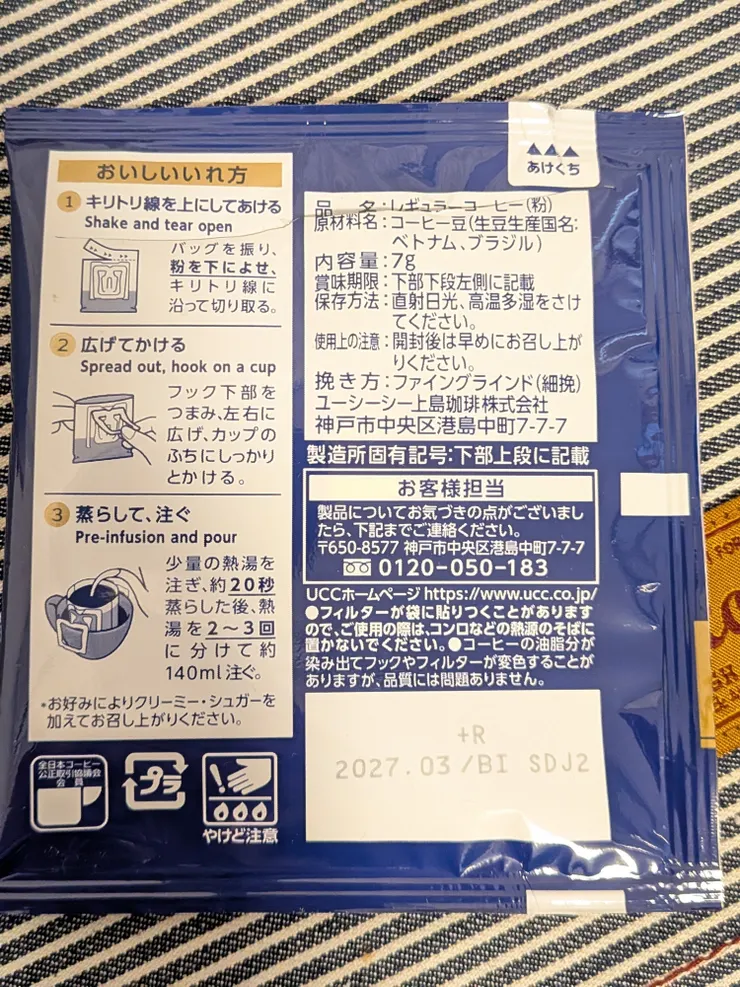 あけくち
おいしいいれ方
1 キリトリ線を上にしてあける
Shake and tear open
バッグを振り、
粉を下によせ、
キリトリ線に
沿って切り取る。
2 広げてかける
Spread out, hook on a cup
フック下部を
つまみ、左右に
広げ、カップの
ふちにしっかり
とかける。
3 蒸らして、注ぐ
Pre-infusion and pour
少量の熱湯を
注ぎ、約20秒
蒸らした後、熱
湯を2〜3回
に分けて約
140ml注ぐ。
*お好みによりクリーミー・シュガーを
加えてお召し上がりください。
全日本コーヒー
公正取引協議会
会員
プラ
やけど注意
品名:レギュラーコーヒー(粉)
原材料名:コーヒー豆(生豆生産国名:
ベトナム、ブラジル)
内容量:7g
賞味期限:下部下段左側に記載
保存方法:直射日光、高温多湿をさけ
てください。
使用上の注意:開封後は早めにお召し上が
りください。
挽き方:ファイングラインド(細挽)
ユーシーシー上島珈琲株式会社
神戸市中央区港島中町7-7-7
製造所固有記号:下部上段に記載
お客様担当
製品についてお気づきの点がございまし
たら、下記までご連絡ください。
〒650-8577 神戸市中央区港島中町7-7-7
0120-050-183
UCCホームページ https://www.ucc.co.jp/
●フィルターが袋に貼りつくことがあります
ので、ご使用の際は、コンロなどの熱源のそばに
置かないでください。●コーヒーの油脂分が
染み出てフックやフィルターが変色することが
ありますが、品質には問題ありません。
+R
2027.03/BI SDJ2